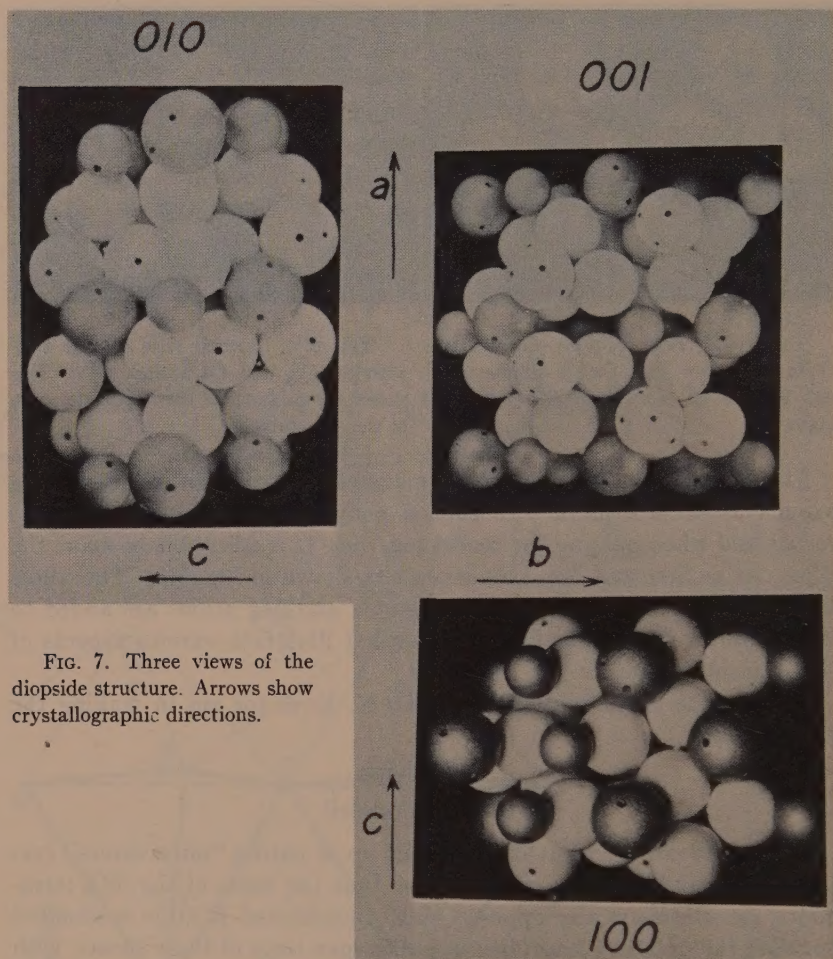 010
001
a
c
b
FIG. 7. Three views of the
diopside structure. Arrows show
crystallographic directions.
c
100